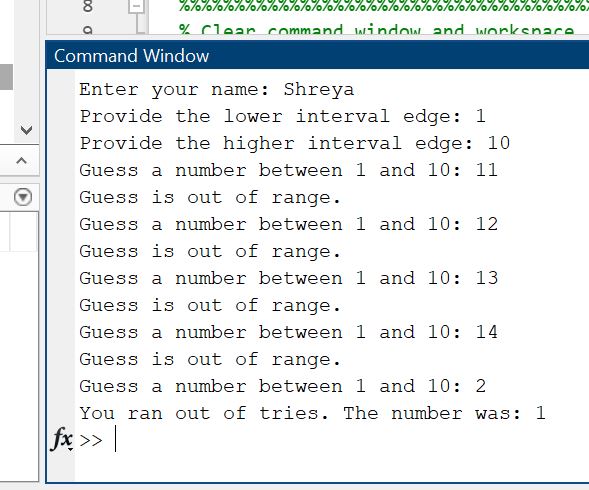 8
9
% Clear command window and workspace
Command Window
Enter your name: Shreya
Provide the lower interval edge: 1
Provide the higher interval edge: 10
Guess a number between 1 and 10: 11
Guess is out of range.
Guess a number between 1 and 10: 12
Guess is out of range.
Guess a number between 1 and 10: 13
Guess is out of range.
Guess a number between 1 and 10: 14
Guess is out of range.
Guess a number between 1 and 10: 2
You ran out of tries. The number was: 1
fx >>